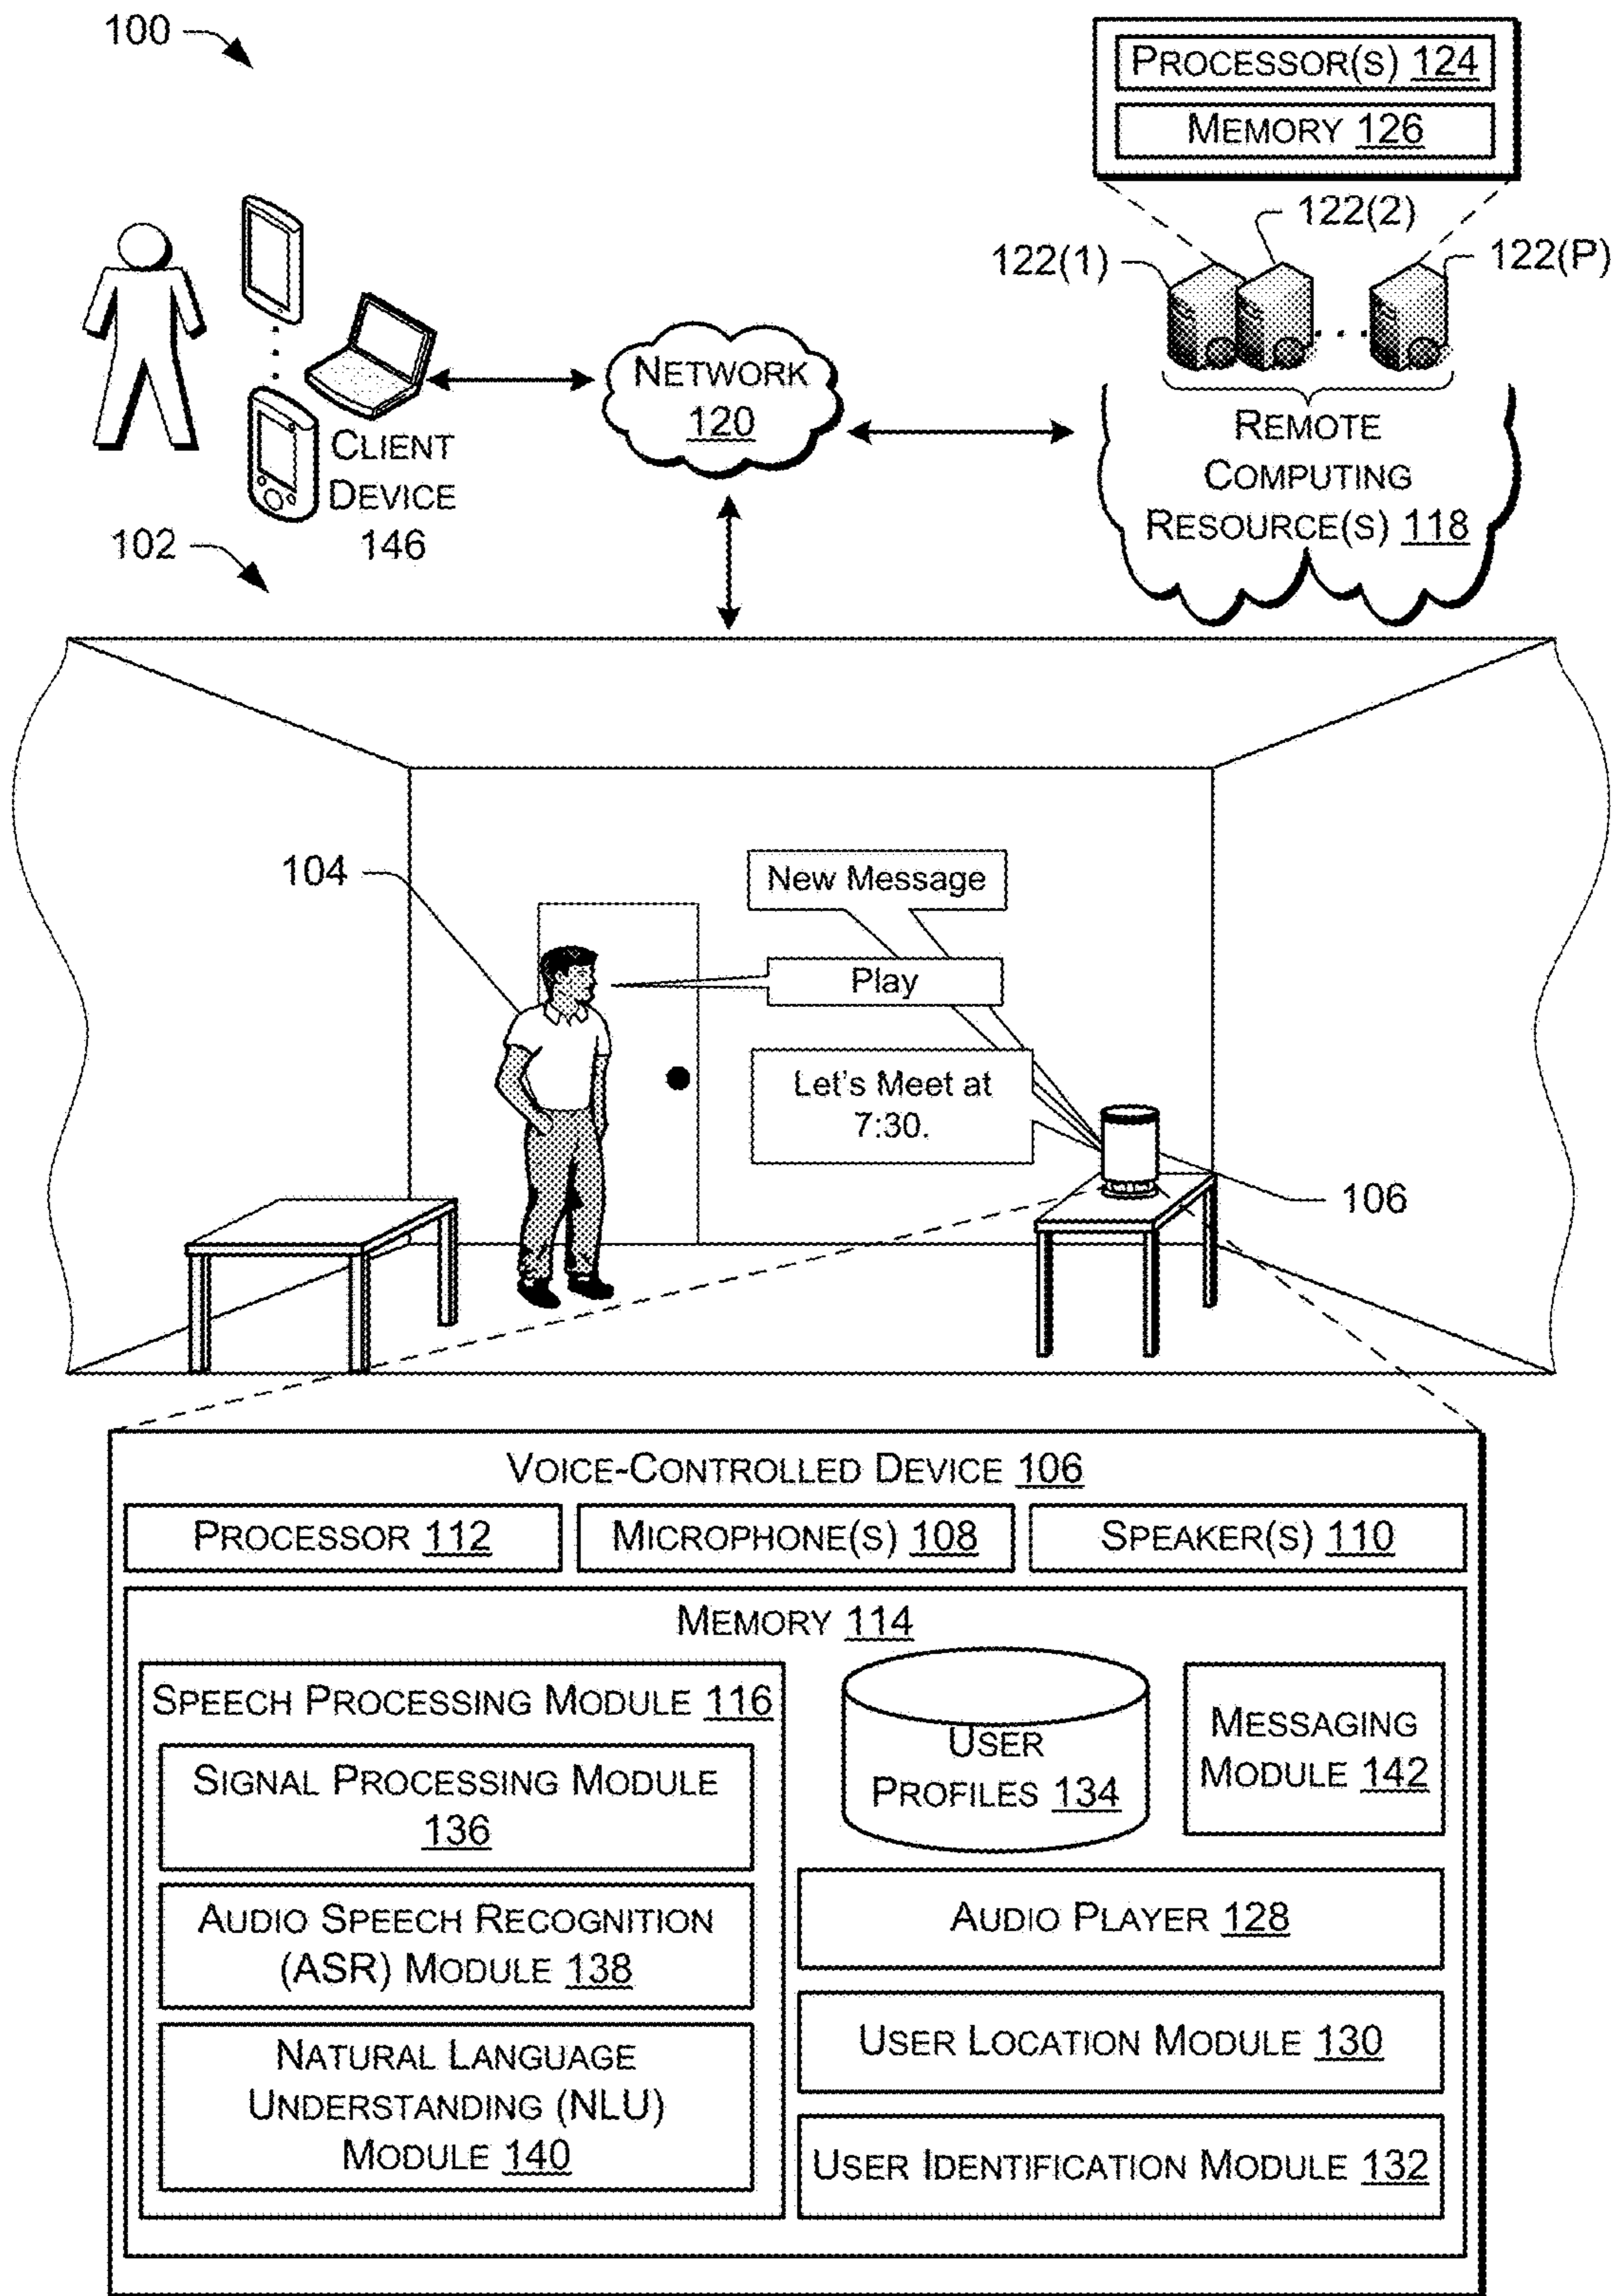 100
PROCESSOR(S) 124
MEMORY 126
122(1)
122(2)
122(P)
NETWORK
120
CLIENT
DEVICE
146
REMOTE
COMPUTING
RESOURCE(S) 118
102
104
New Message
Play
Let's Meet at
7:30.
106
VOICE-CONTROLLED DEVICE 106
PROCESSOR 112
MICROPHONE(S) 108
SPEAKER(S) 110
MEMORY 114
SPEECH PROCESSING MODULE 116
SIGNAL PROCESSING MODULE
136
AUDIO SPEECH RECOGNITION
(ASR) MODULE 138
NATURAL LANGUAGE
UNDERSTANDING (NLU)
MODULE 140
USER
PROFILES 134
MESSAGING
MODULE 142
AUDIO PLAYER 128
USER LOCATION MODULE 130
USER IDENTIFICATION MODULE 132